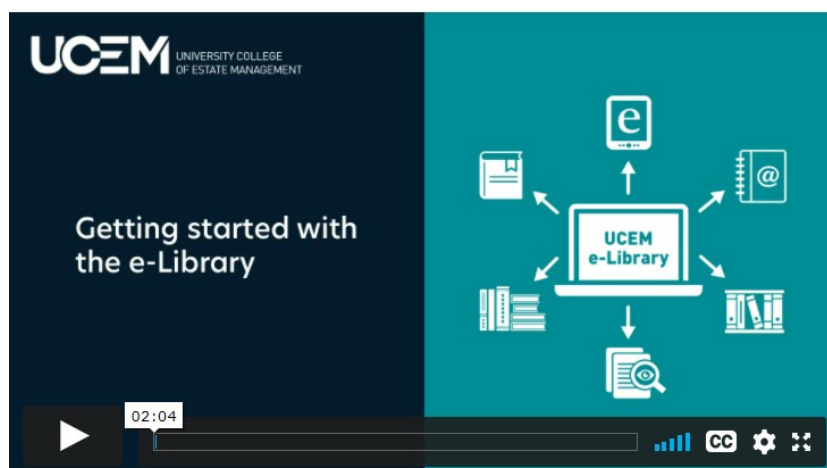 UCEM
UNIVERSITY COLLEGE
OF ESTATE MANAGEMENT
Getting started with
the e-Library
e
@
UCEM
e-Library
02:04
CC